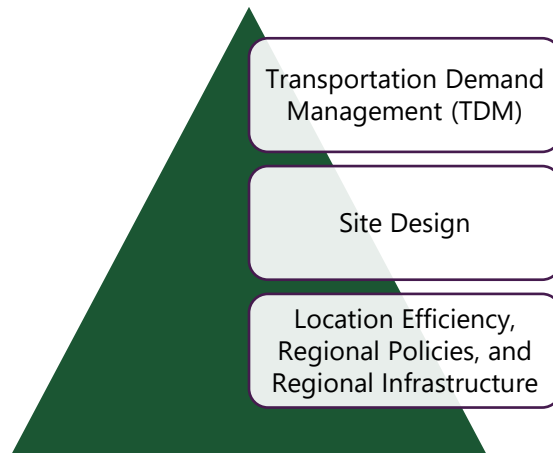 Transportation Demand
Management (TDM)
Site Design
Location Efficiency,
Regional Policies, and
Regional Infrastructure